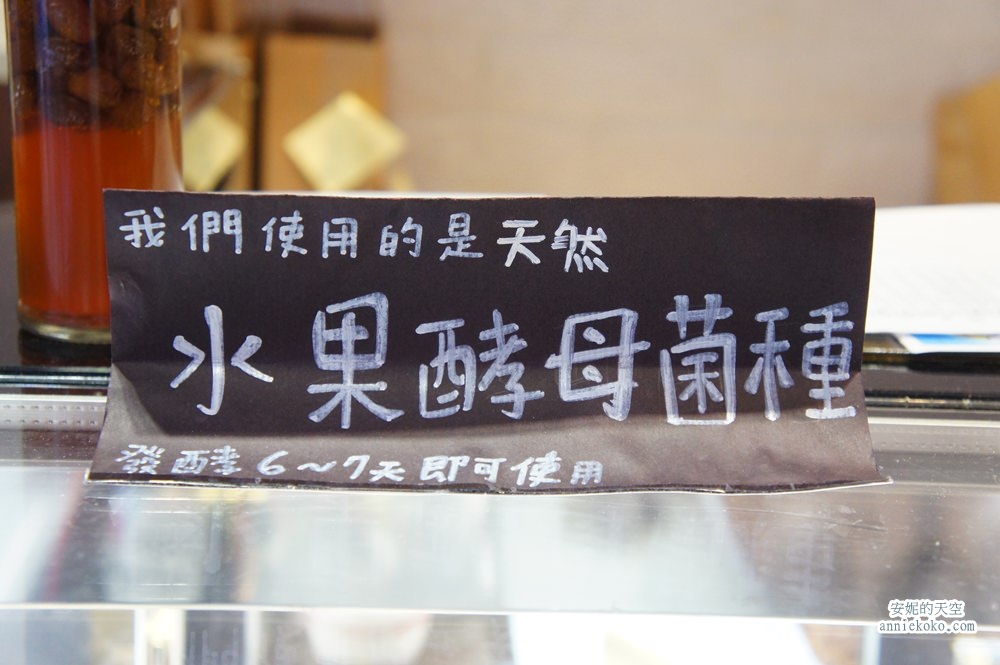 我們使用的是天然
水果酵母菌種
發酵6~7天即可使用
安妮的天空
anniekoko.com